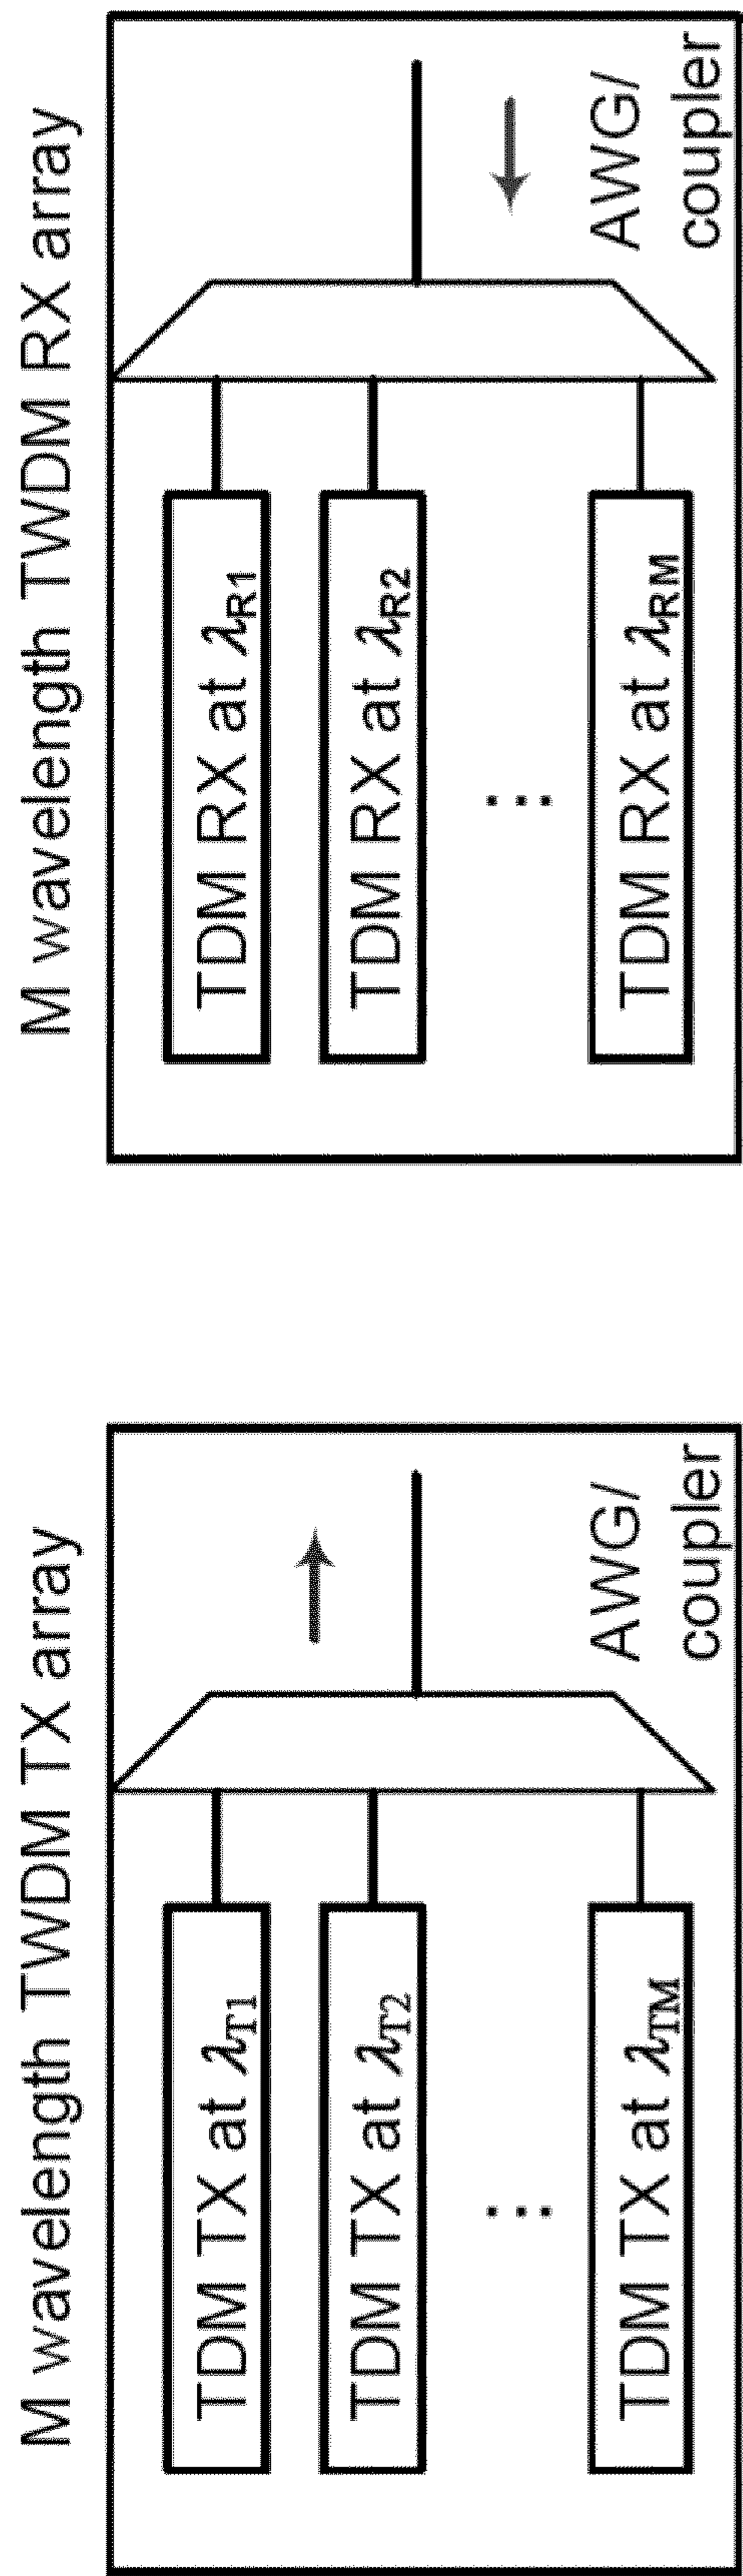 M wavelength TWDM TX array
TDM TX at λT1
TDM TX at λT2
⋮
TDM TX at λTM
AWG/
coupler
M wavelength TWDM RX array
TDM RX at λR1
TDM RX at λR2
⋮
TDM RX at λRM
AWG/
coupler